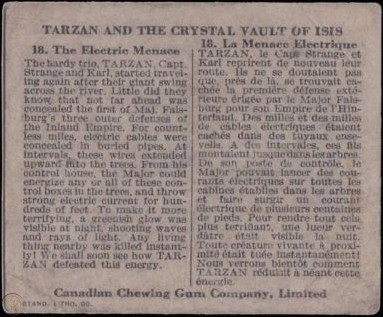 TARZAN AND THE CRYSTAL VAULT OF ISIS
18. The Electric Menace
The hardy trio, TARZAN, Capt.
Strange and Karl, started travel-
ing again after their giant swing
across the river. Little did they
know that not far ahead was
concealed the first of Maj. Fals-
burg's three outer defenses of
the Inland Empire. For count-
less miles, electric cables were
concealed in buried pipes. At
intervals, these wires extended
upward into the trees. From his
control house, the Major could
energize any or all of these con-
trol boxes in the trees, and throw
strong electric current for hun-
dreds of feet. To make it more
terrifying, a greenish glow was
visible at night, shooting waves
and rays of light. Any living
thing nearby was killed instant-
ly! We shall soon see how TAR-
ZAN defeated this energy.
18. La Menace Electrique
TARZAN, le Capt. Strange et
Karl reprirent de nouveau leur
route. Ils ne se doutaient pas
que, près de là, se trouvait ca-
chée la première défense exté-
rieure érigée par le Major Fals-
burg pour son Empire de l'Hin-
terland. Des milles et des milles
de cables électriques étaient
cachés dans des tuyaux ensev-
elis. A des intervales, ces fils
montaient jusque dans les arbres.
De son poste de contrôle, le
Major pouvait lancer des cou-
rants électriques sur toutes les
cabines établies dans les arbres
et faire surgir un courant
électrique de plusieurs centaines
de pieds. Pour rendre tout cela
plus terrifiant, une lueur ver-
dâtre était visible la nuit.
Toute créature vivante à proxi-
mité était tuée instantanément!
Nous verrons bientôt comment
TARZAN réduisit à néant cette
énergie.
Canadian Chewing Gum Company, Limited
STAND. LITHO. CO.